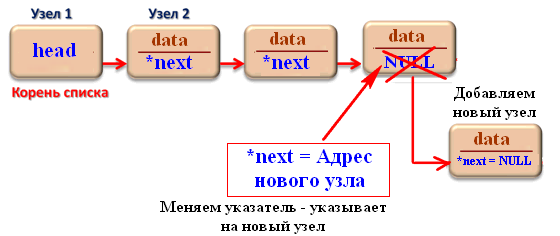 Узел 1
Узел 2
head
data
*next
data
*next
data
NULL
Корень списка
Добавляем
новый узел
data
*next = NULL
*next = Адрес
нового узла
Меняем указатель - указывает
на новый узел